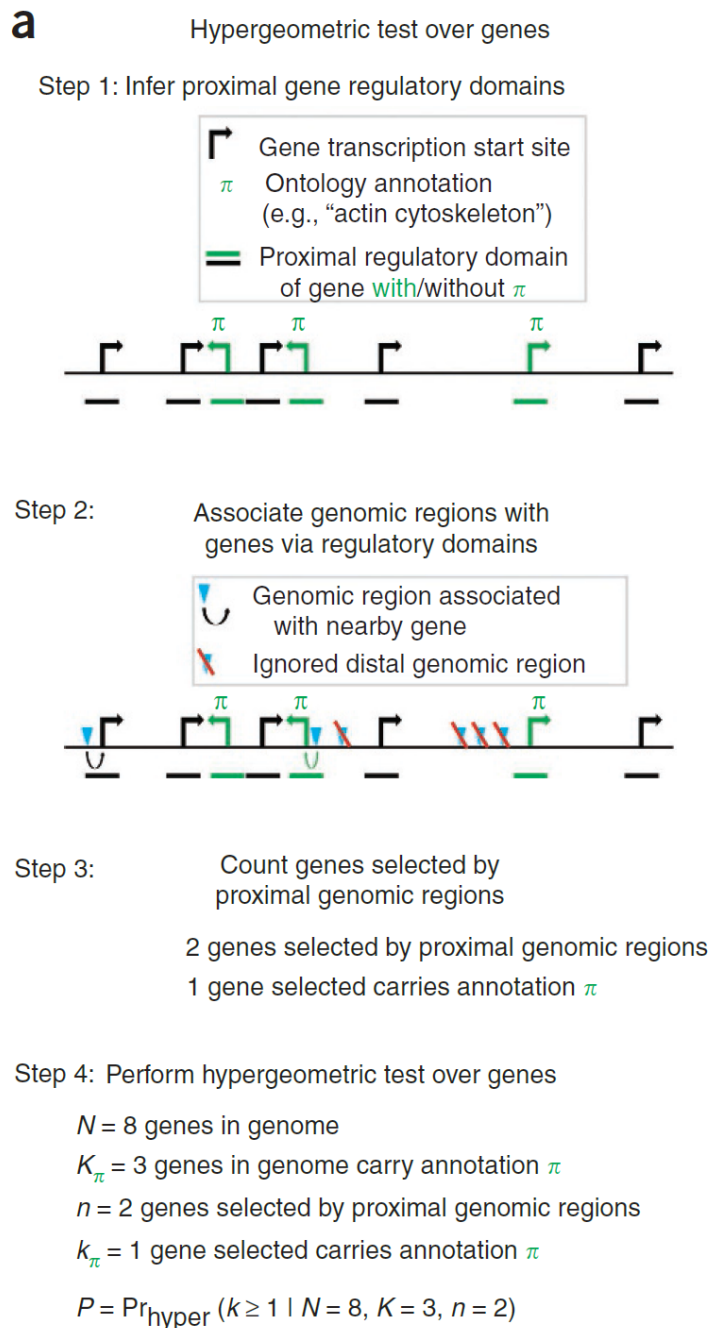 a
Hypergeometric test over genes
Step 1: Infer proximal gene regulatory domains
Gene transcription start site
π Ontology annotation
(e.g., “actin cytoskeleton”)
Proximal regulatory domain
of gene with/without π
π π π
Step 2: Associate genomic regions with
genes via regulatory domains
Genomic region associated
with nearby gene
Ignored distal genomic region
π π π
Step 3: Count genes selected by
proximal genomic regions
2 genes selected by proximal genomic regions
1 gene selected carries annotation π
Step 4: Perform hypergeometric test over genes
N = 8 genes in genome
Kπ = 3 genes in genome carry annotation π
n = 2 genes selected by proximal genomic regions
kπ = 1 gene selected carries annotation π
P = Prhyper (k ≥ 1 | N = 8, K = 3, n = 2)